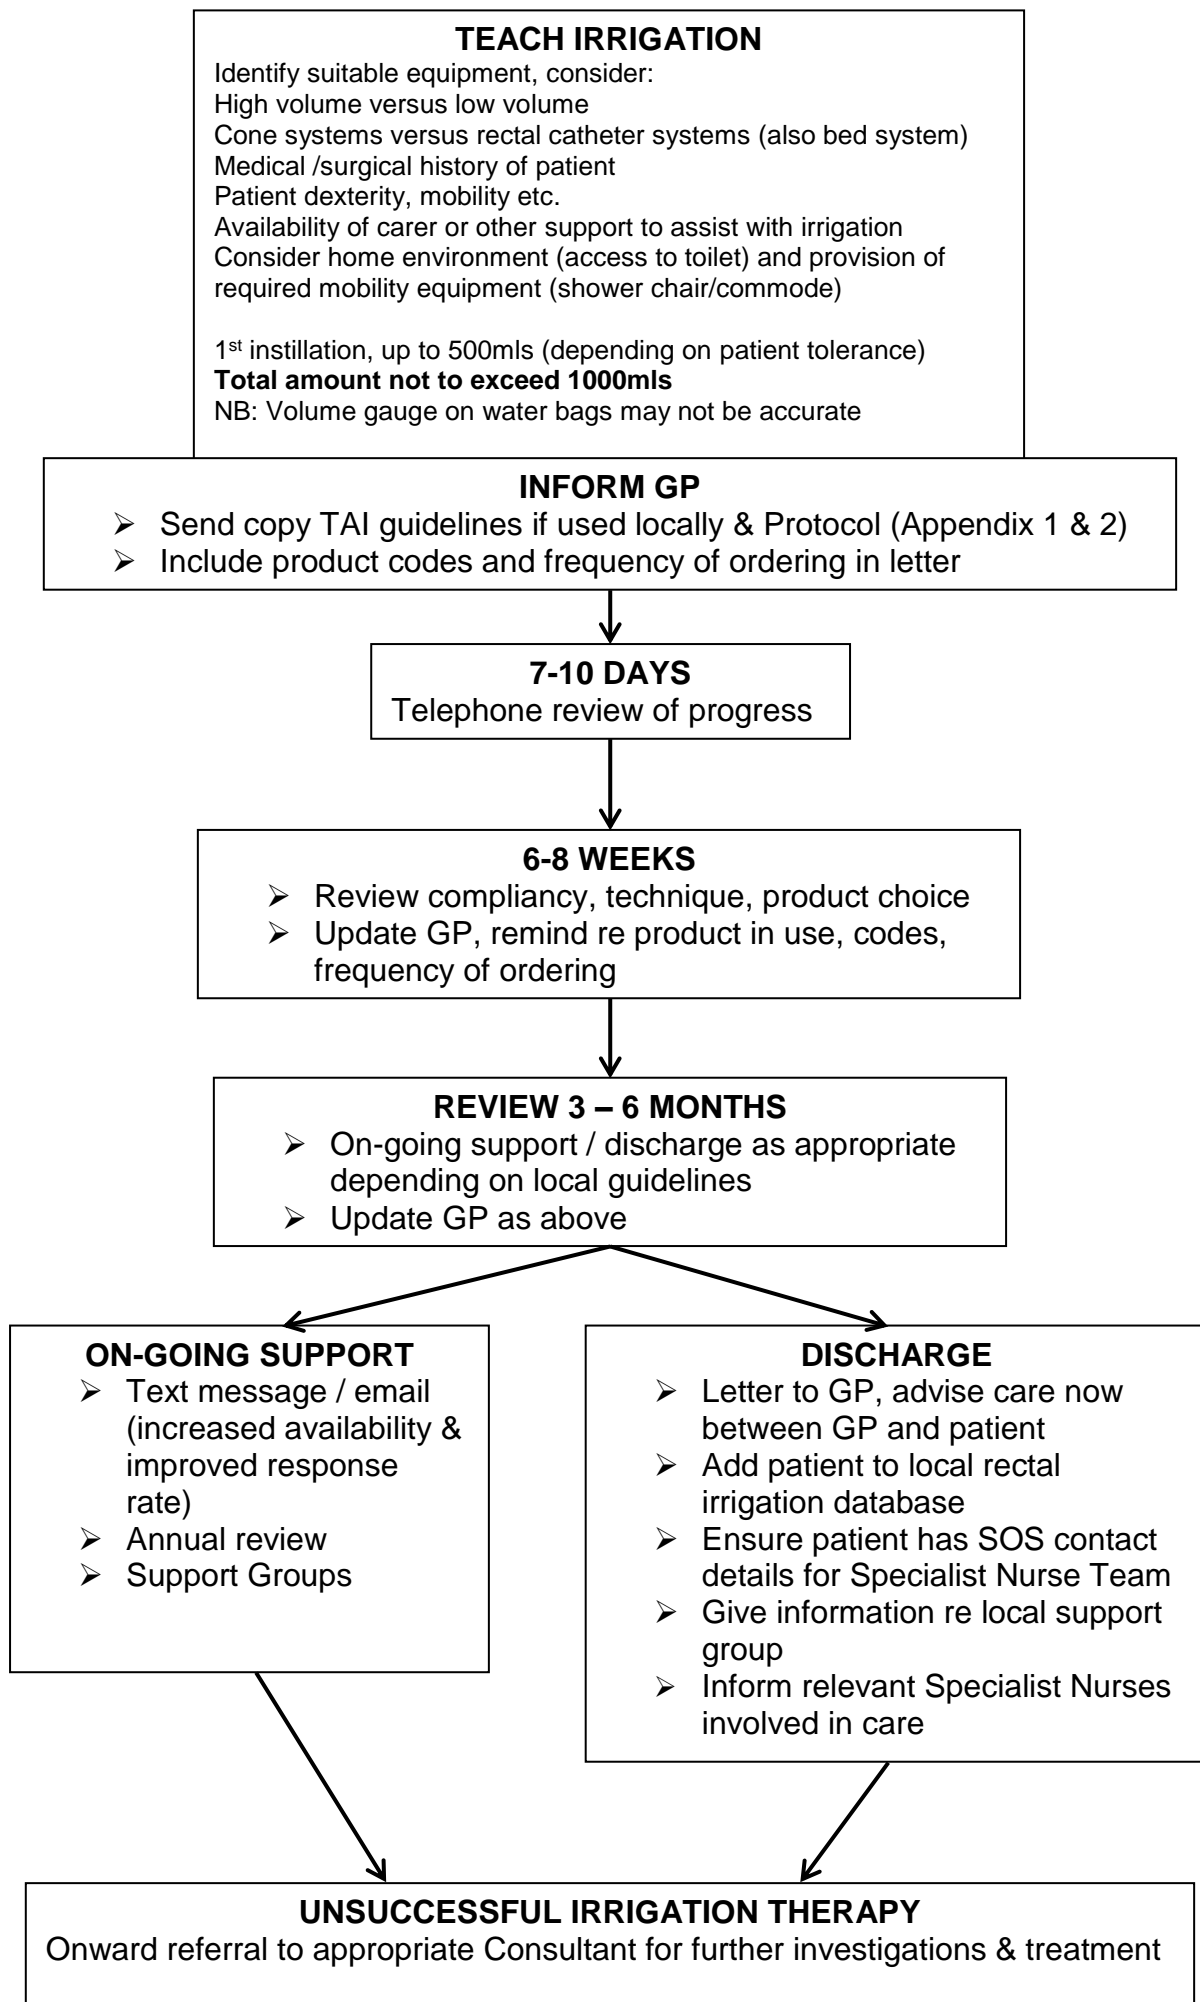 TEACH IRRIGATION
Identify suitable equipment, consider:
High volume versus low volume
Cone systems versus rectal catheter systems (also bed system)
Medical /surgical history of patient
Patient dexterity, mobility etc.
Availability of carer or other support to assist with irrigation
Consider home environment (access to toilet) and provision of
required mobility equipment (shower chair/commode)
1st instillation, up to 500mls (depending on patient tolerance)
Total amount not to exceed 1000mls
NB: Volume gauge on water bags may not be accurate
INFORM GP
➢ Send copy TAI guidelines if used locally & Protocol (Appendix 1 & 2)
➢ Include product codes and frequency of ordering in letter
7-10 DAYS
Telephone review of progress
6-8 WEEKS
➢ Review compliancy, technique, product choice
➢ Update GP, remind re product in use, codes,
frequency of ordering
REVIEW 3 – 6 MONTHS
➢ On-going support / discharge as appropriate
depending on local guidelines
➢ Update GP as above
ON-GOING SUPPORT
➢ Text message / email
(increased availability &
improved response
rate)
➢ Annual review
➢ Support Groups
DISCHARGE
➢ Letter to GP, advise care now
between GP and patient
➢ Add patient to local rectal
irrigation database
➢ Ensure patient has SOS contact
details for Specialist Nurse Team
➢ Give information re local support
group
➢ Inform relevant Specialist Nurses
involved in care
UNSUCCESSFUL IRRIGATION THERAPY
Onward referral to appropriate Consultant for further investigations & treatment